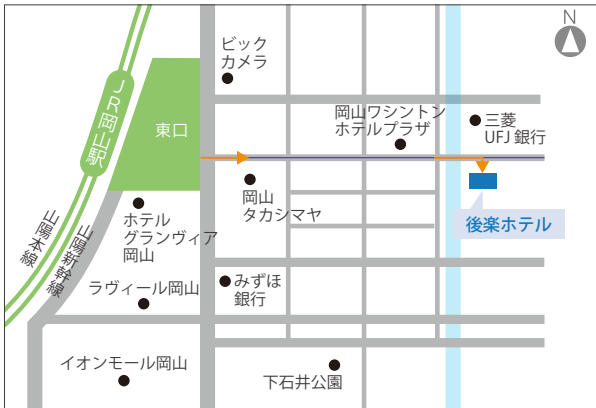 N
ビック
カメラ
JR岡山駅
東口
岡山ワシントン
ホテルプラザ
三菱
UFJ 銀行
岡山
タカシマヤ
ホテル
グランヴィア
岡山
後楽ホテル
山陽本線
山陽新幹線
みずほ
銀行
ラヴィール岡山
イオンモール岡山
下石井公園